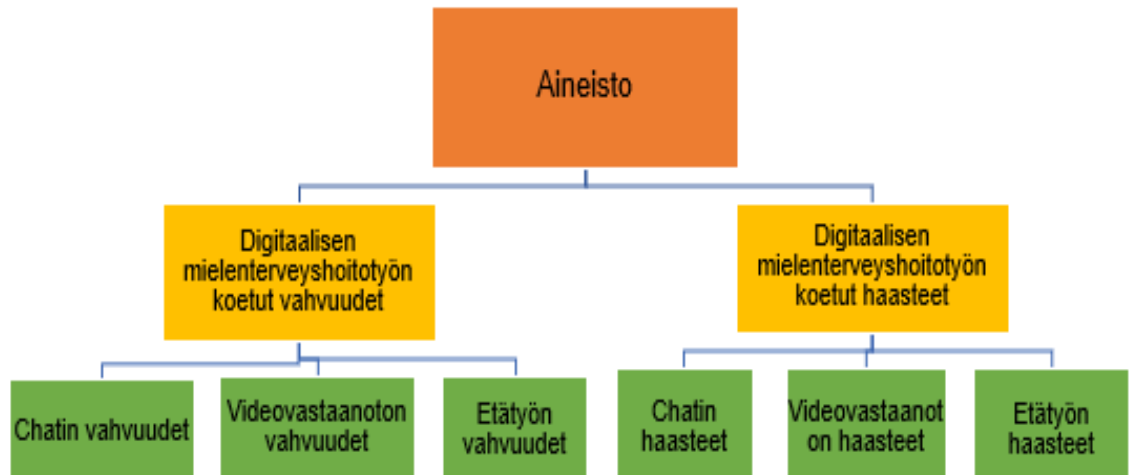 Aineisto
Digitaalisen
mielenterveyshoitotyön
koetut vahvuudet
Digitaalisen
mielenterveyshoitotyön
koetut haasteet
Chatin vahvuudet
Videovastaanoton
vahvuudet
Etätyön
vahvuudet
Chatin
haasteet
Videovastaanot
on haasteet
Etätyön
haasteet